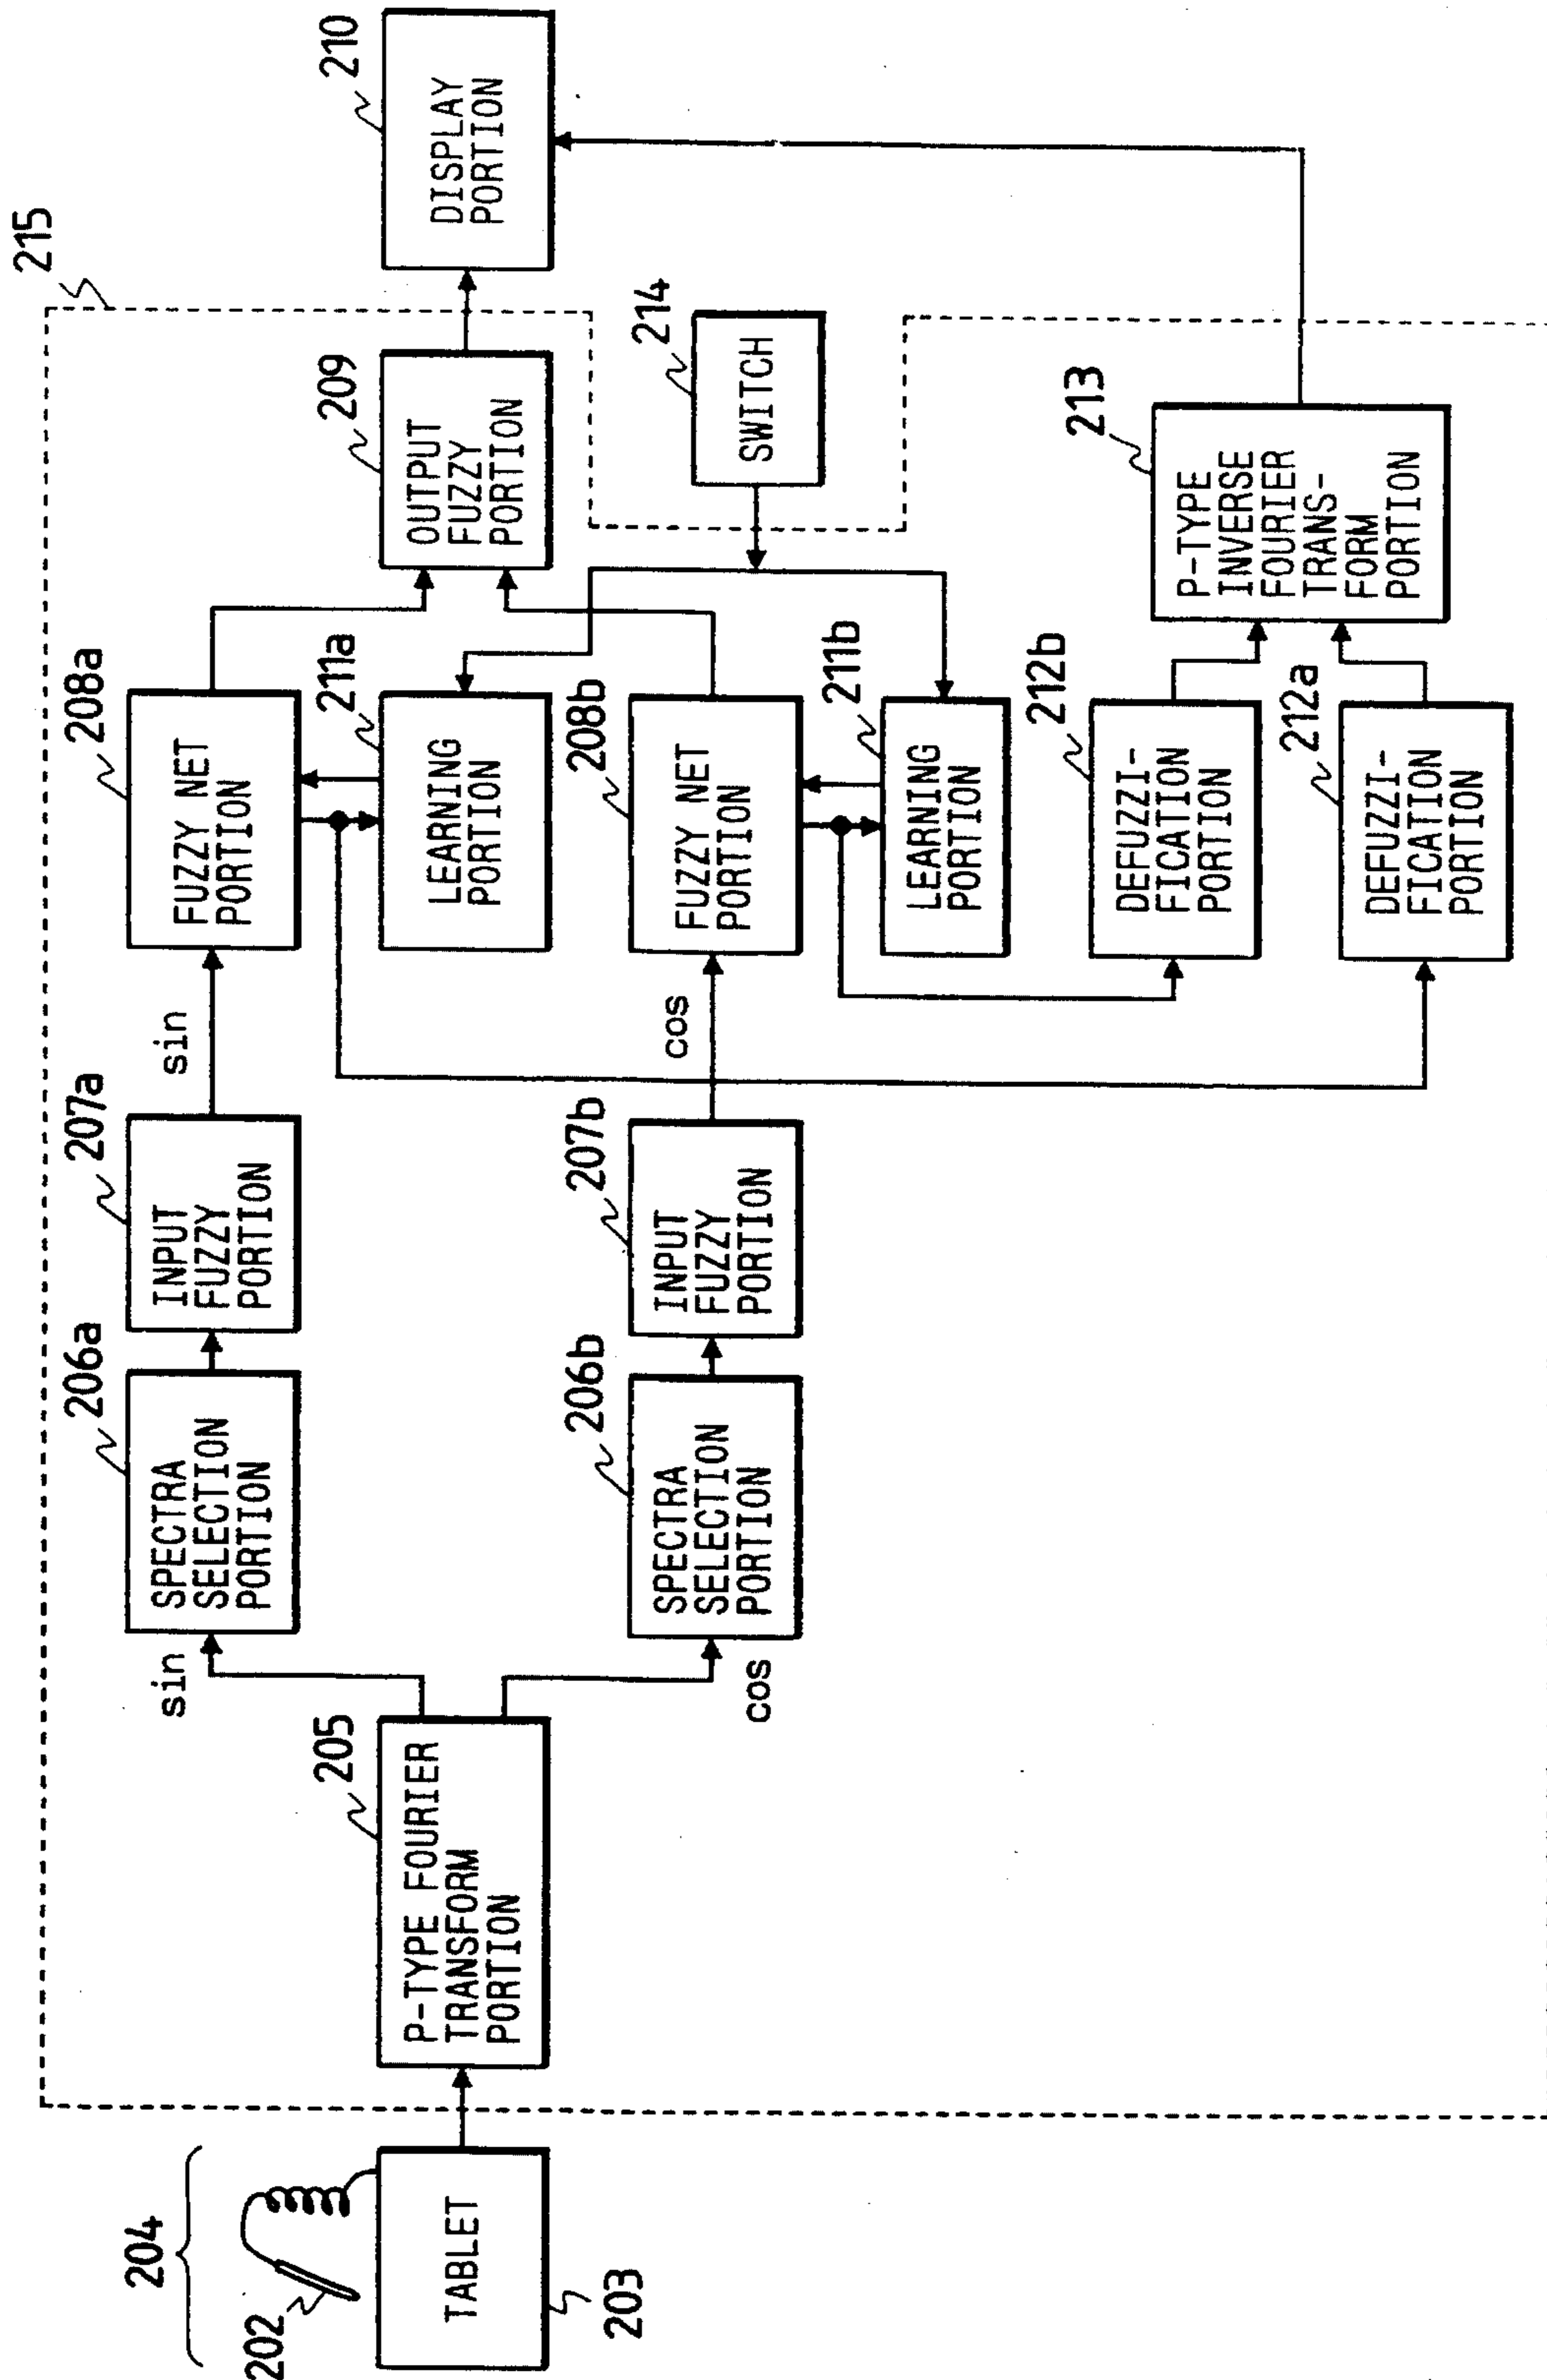 204
202
TABLET
203
205
P-TYPE FOURIER
TRANSFORM
PORTION
sin
cos
206a
SPECTRA
SELECTION
PORTION
206b
SPECTRA
SELECTION
PORTION
207a
INPUT
FUZZY
PORTION
207b
INPUT
FUZZY
PORTION
sin
cos
208a
FUZZY NET
PORTION
211a
LEARNING
PORTION
208b
FUZZY NET
PORTION
211b
LEARNING
PORTION
212b
DEFUZZI-
FICATION
PORTION
212a
DEFUZZI-
FICATION
PORTION
209
OUTPUT
FUZZY
PORTION
214
SWITCH
213
P-TYPE
INVERSE
FOURIER
TRANS-
FORM
PORTION
215
210
DISPLAY
PORTION